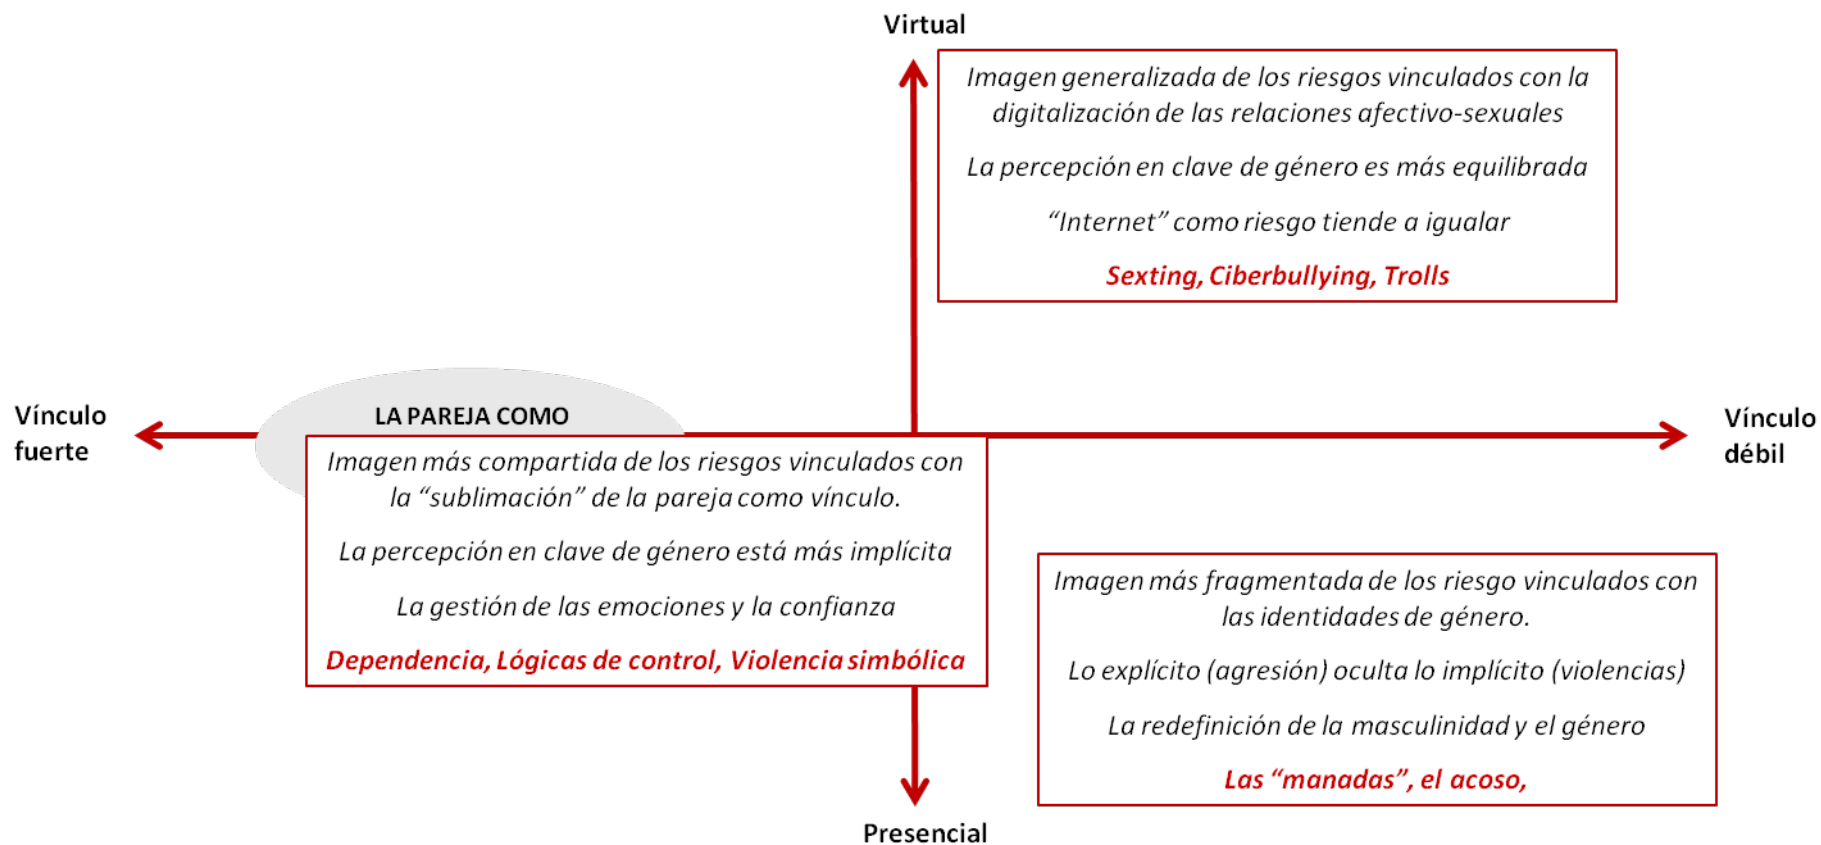 Virtual
Imagen generalizada de los riesgos vinculados con la
digitalización de las relaciones afectivo-sexuales
La percepción en clave de género es más equilibrada
“Internet” como riesgo tiende a igualar
Sexting, Ciberbullying, Trolls
Vínculo
fuerte
LA PAREJA COMO
Vínculo
débil
Imagen más compartida de los riesgos vinculados con
la “sublimación” de la pareja como vínculo.
La percepción en clave de género está más implícita
La gestión de las emociones y la confianza
Dependencia, Lógicas de control, Violencia simbólica
Imagen más fragmentada de los riesgo vinculados con
las identidades de género.
Lo explícito (agresión) oculta lo implícito (violencias)
La redefinición de la masculinidad y el género
Las “manadas”, el acoso,
Presencial